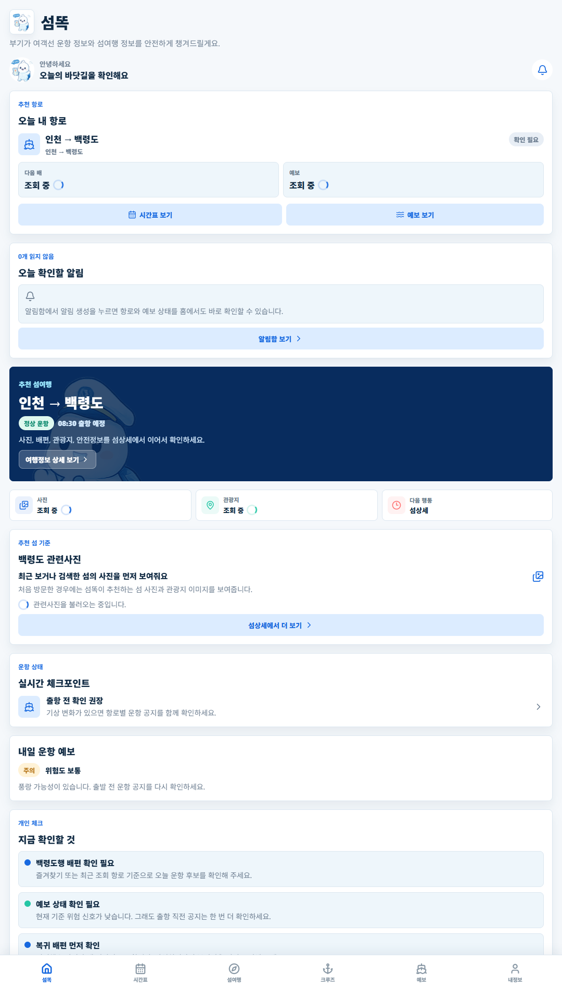 섬똑
부기가 여객선 운항 정보와 섬여행 정보를 안전하게 챙겨드릴게요.
안녕하세요
오늘의 바닷길을 확인해요
추천 항로
오늘 내 항로
인천 → 백령도
인천 → 백령도
확인 필요
다음 배
조회 중
예보
조회 중
시간표 보기
예보 보기
0개 읽지 않음
오늘 확인할 알림
알림함에서 알림 생성을 누르면 항로와 예보 상태를 홈에서도 바로 확인할 수 있습니다.
알림함 보기
추천 섬여행
인천 → 백령도
정상 운항
08:30 출항 예정
사진, 배편, 관광지, 안전정보를 섬상세에서 이어서 확인하세요.
여행정보 상세 보기
사진
조회 중
관광지
조회 중
다음 행동
섬상세
추천 섬 기준
백령도 관련사진
최근 보거나 검색한 섬의 사진을 먼저 보여줘요
처음 방문한 경우에는 섬똑이 추천하는 섬 사진과 관광지 이미지를 보여줍니다.
관련사진을 불러오는 중입니다.
섬상세에서 더 보기
운항 상태
실시간 체크포인트
출항 전 확인 권장
기상 변화가 있으면 항로별 운항 공지를 함께 확인하세요.
내일 운항 예보
주의
위험도 보통
풍랑 가능성이 있습니다. 출발 전 운항 공지를 다시 확인하세요.
개인 체크
지금 확인할 것
백령도행 배편 확인 필요
즐겨찾기 또는 최근 조회 항로 기준으로 오늘 운항 후보를 확인해 주세요.
예보 상태 확인 필요
현재 기준 위험 신호가 낮습니다. 그래도 출항 직전 공지는 한 번 더 확인하세요.
복귀 배편 먼저 확인
섬똑
시간표
섬여행
크루즈
예보
내정보